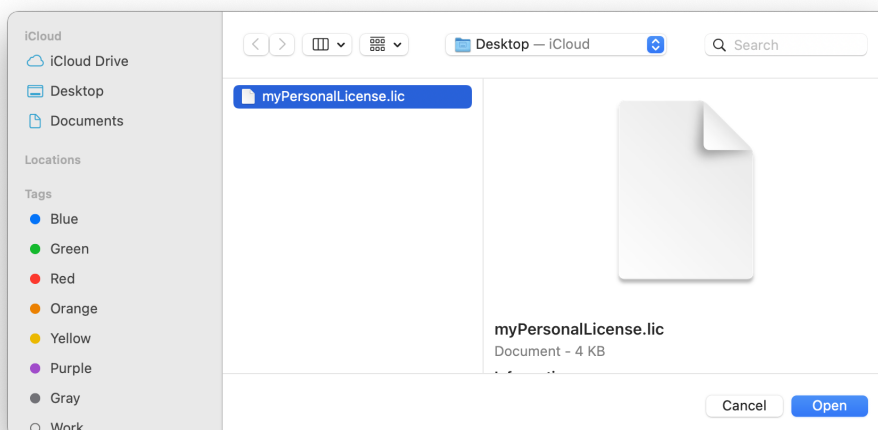 iCloud
iCloud Drive
Desktop
Documents
Locations
Tags
Blue
Green
Red
Orange
Yellow
Purple
Gray
Work
Desktop — iCloud
Search
myPersonalLicense.lic
myPersonalLicense.lic
Document - 4 KB
Cancel
Open